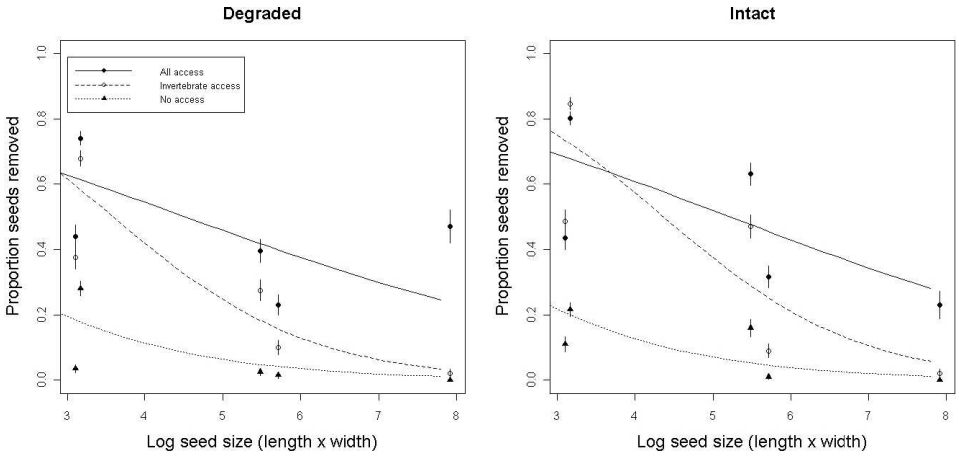 Degraded
Proportion seeds removed
1.0
0.8
0.6
0.4
0.2
0.0
All access
Invertebrate access
No access
3 4 5 6 7 8
Log seed size (length x width)
Intact
Proportion seeds removed
1.0
0.8
0.6
0.4
0.2
0.0
3 4 5 6 7 8
Log seed size (length x width)